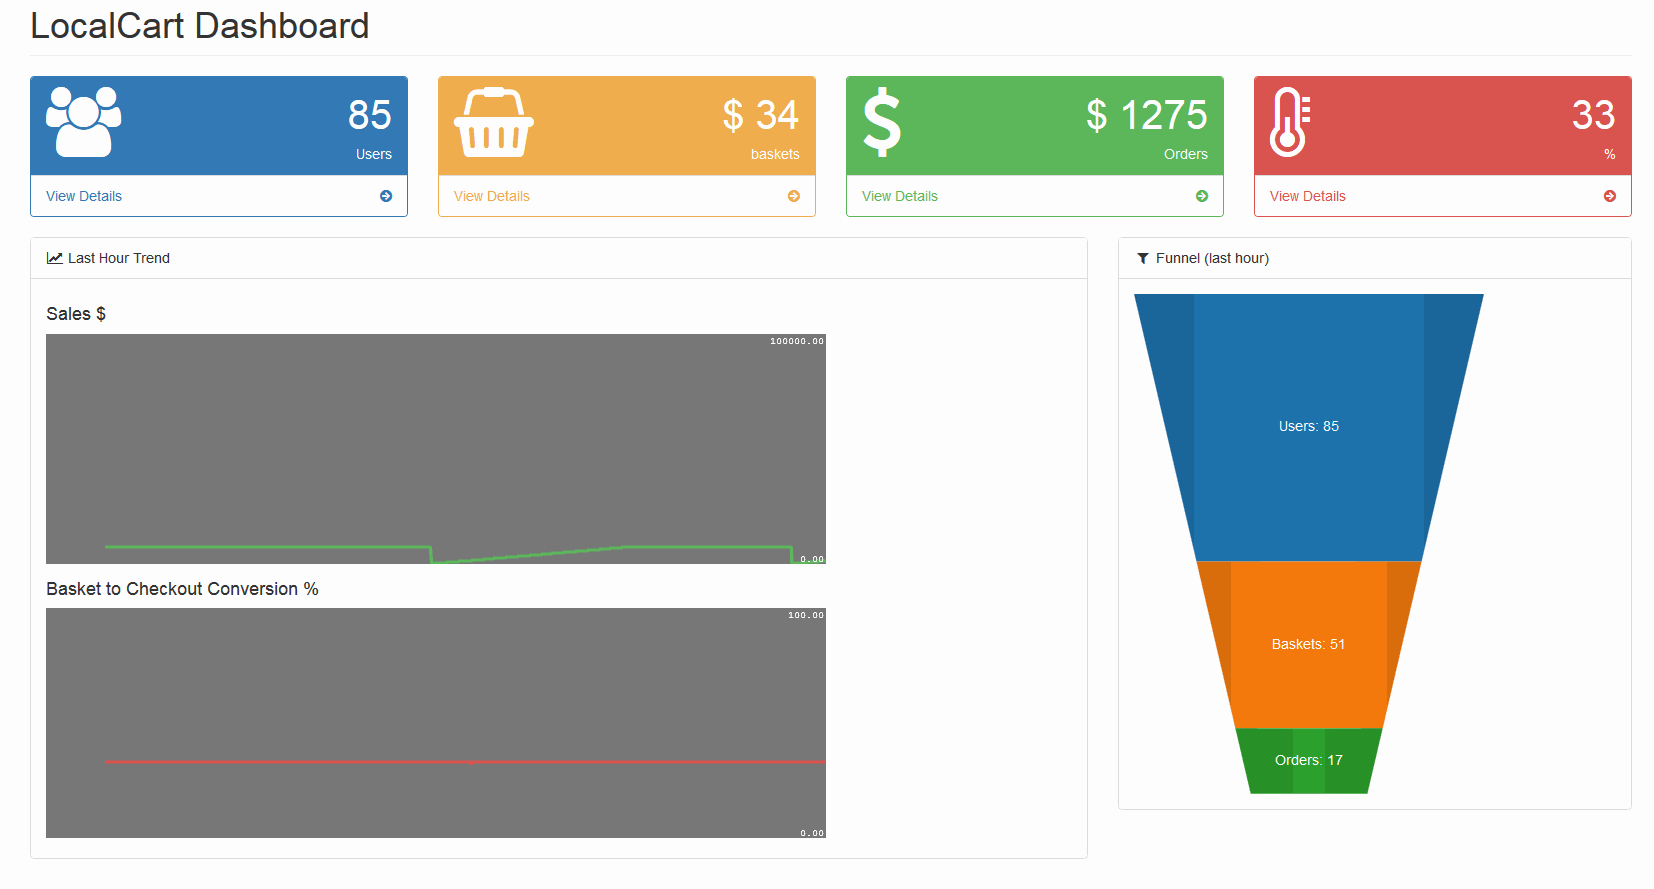 LocalCart Dashboard
85
Users
View Details
$ 34
baskets
View Details
$ 1275
Orders
View Details
33
%
View Details
Last Hour Trend
Sales $
100000.00
0.00
Basket to Checkout Conversion %
100.00
0.00
Funnel (last hour)
Users: 85
Baskets: 51
Orders: 17